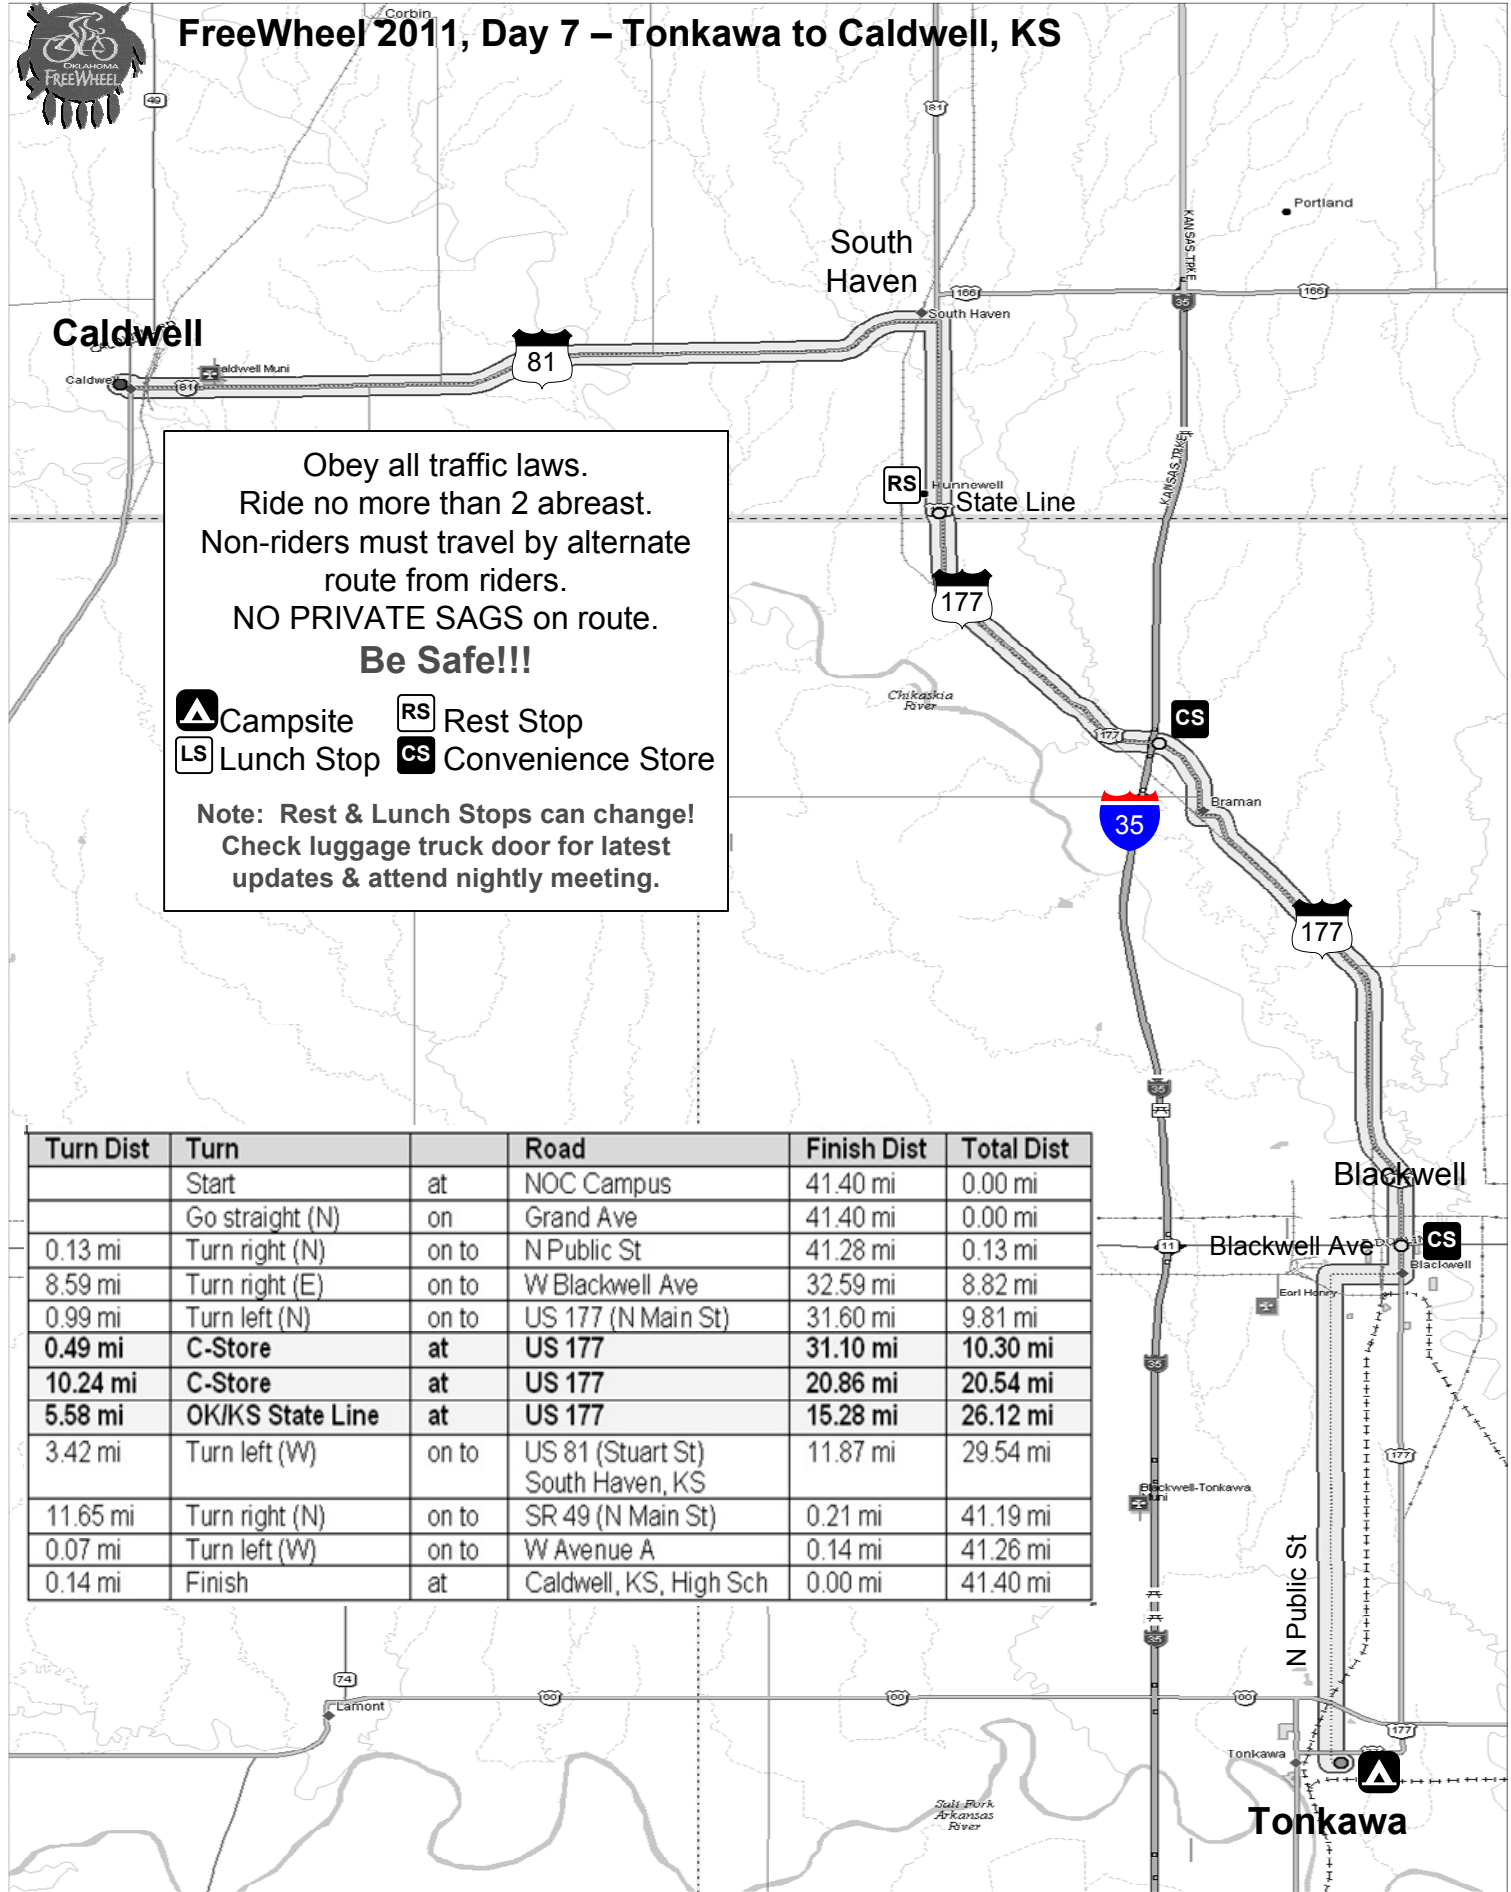 FreeWheel 2011, Day 7 – Tonkawa to Caldwell, KS
OKLAHOMA
FREEWHEEL
Corbin
49
81
Portland
KANSAS TPKE
South
Haven
166
166
35
South Haven
Caldwell
81
Caldwell Muni
Caldwell
81
KANSAS TPKE
RS
Hunnewell
State Line
Obey all traffic laws.
Ride no more than 2 abreast.
Non-riders must travel by alternate
route from riders.
NO PRIVATE SAGS on route.
Be Safe!!!
Campsite
RS Rest Stop
LS Lunch Stop
CS Convenience Store
Note: Rest & Lunch Stops can change!
Check luggage truck door for latest
updates & attend nightly meeting.
177
Chikaskia
River
CS
177
Braman
35
177
35
Turn Dist Turn Road Finish Dist Total Dist
Start at NOC Campus 41.40 mi 0.00 mi
Go straight (N) on Grand Ave 41.40 mi 0.00 mi
0.13 mi Turn right (N) on to N Public St 41.28 mi 0.13 mi
8.59 mi Turn right (E) on to W Blackwell Ave 32.59 mi 8.82 mi
0.99 mi Turn left (N) on to US 177 (N Main St) 31.60 mi 9.81 mi
0.49 mi C-Store at US 177 31.10 mi 10.30 mi
10.24 mi C-Store at US 177 20.86 mi 20.54 mi
5.58 mi OK/KS State Line at US 177 15.28 mi 26.12 mi
3.42 mi Turn left (W) on to US 81 (Stuart St) 11.87 mi 29.54 mi
South Haven, KS
11.65 mi Turn right (N) on to SR 49 (N Main St) 0.21 mi 41.19 mi
0.07 mi Turn left (W) on to W Avenue A 0.14 mi 41.26 mi
0.14 mi Finish at Caldwell, KS, High Sch 0.00 mi 41.40 mi
Blackwell
11
Blackwell Ave
CS
Blackwell
Earl Henry
35
177
Blackwell-Tonkawa
Muni
N Public St
35
74
Lamont
177
Tonkawa
Salt Fork
Arkansas
River
Tonkawa